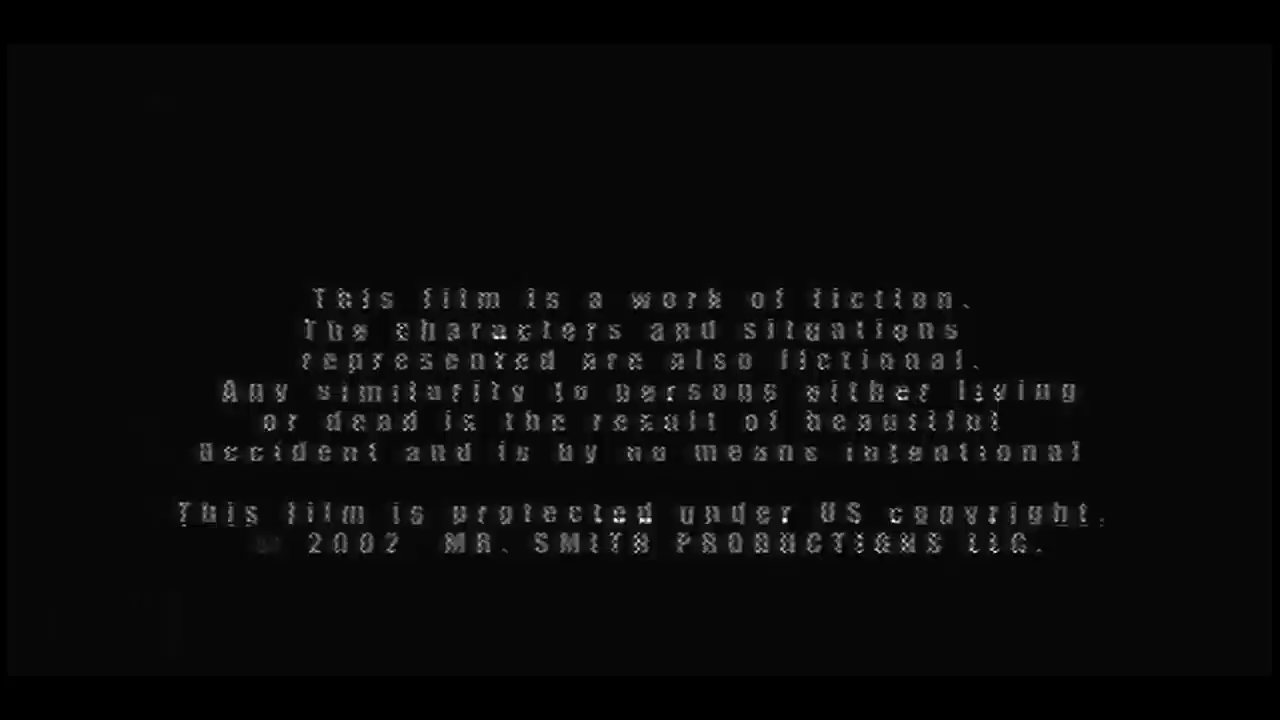 This film is a work of fiction.
The characters and situations
represented are also fictional.
Any similarity to persons either living
or dead is the result of beautiful
accident and is by no means intentional
This film is protected under US copyright.
2002 MR. SMITH PRODUCTIONS LLC.